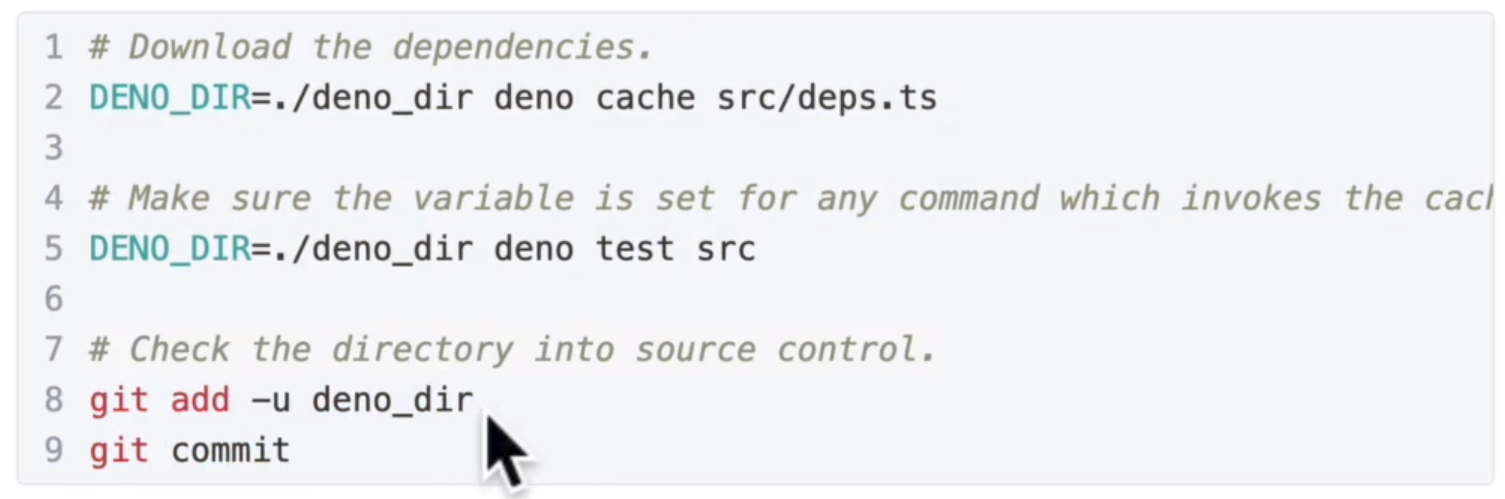 1 # Download the dependencies.
2 DENO_DIR=./deno_dir deno cache src/deps.ts
3
4 # Make sure the variable is set for any command which invokes the
5 DENO_DIR=./deno_dir deno test src
6
7 # Check the directory into source control.
8 git add -u deno_dir
9 git commit